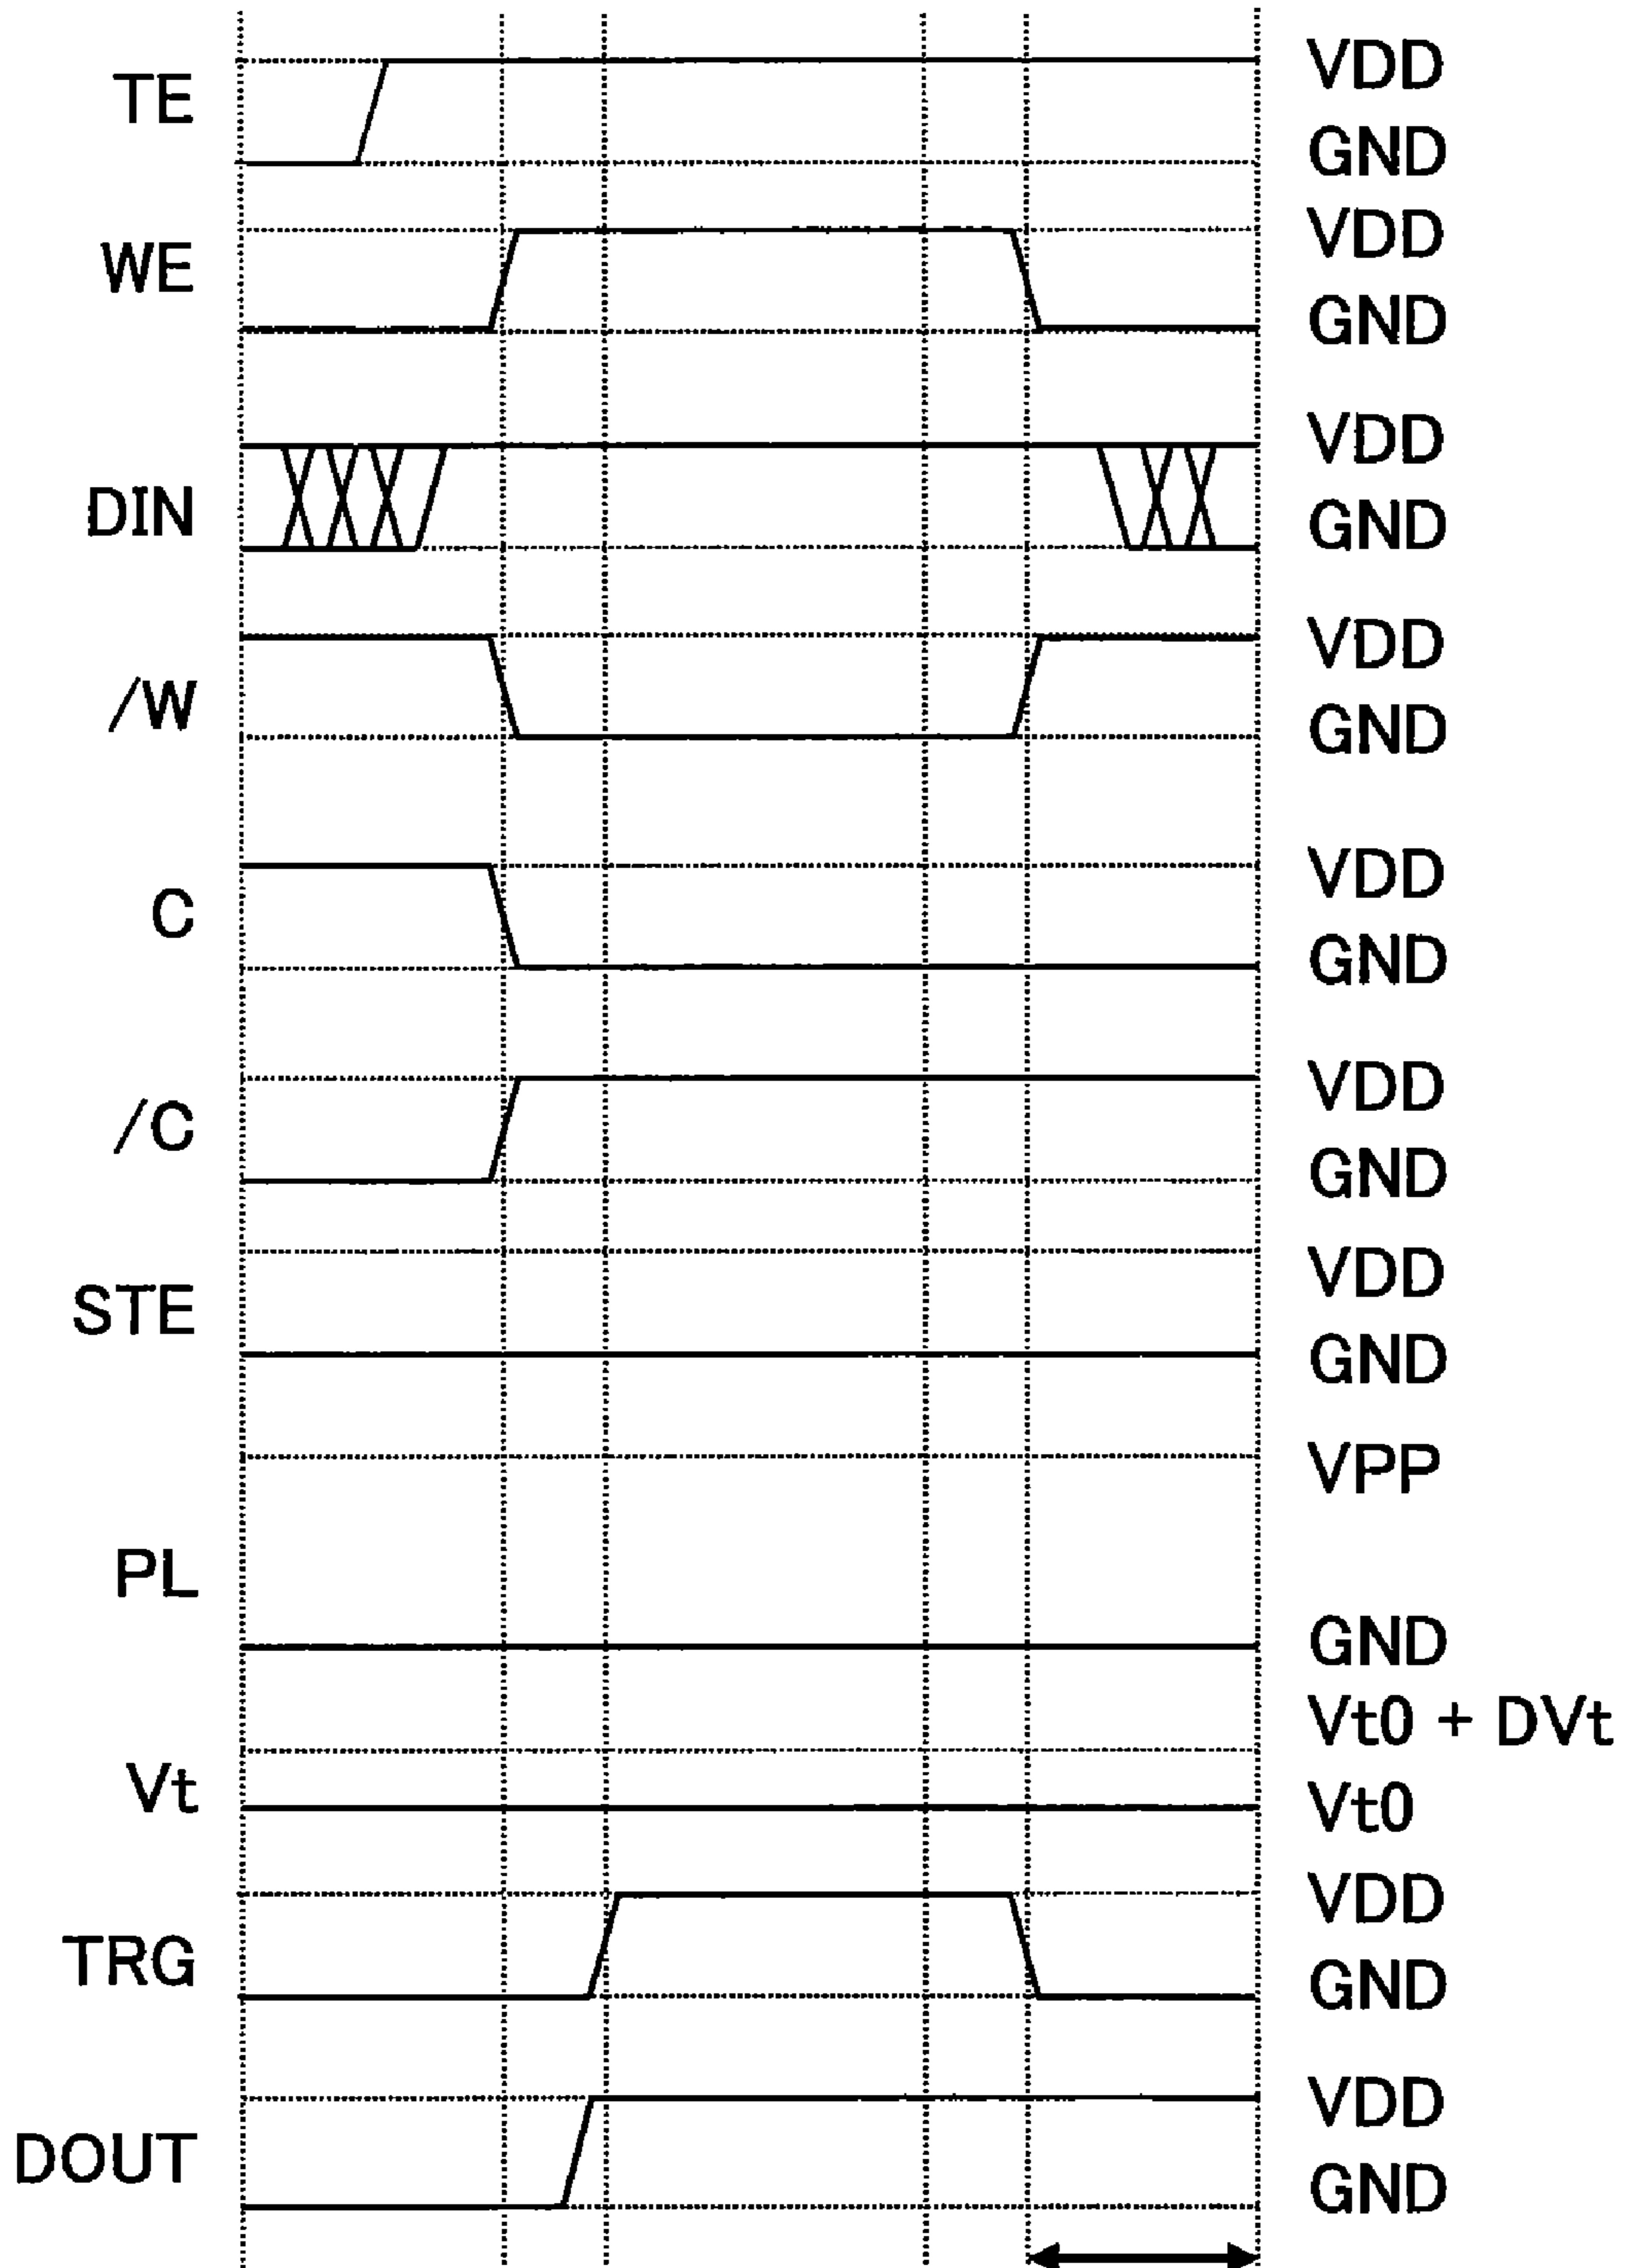 TE
VDD
GND
WE
VDD
GND
DIN
VDD
GND
/W
VDD
GND
C
VDD
GND
/C
VDD
GND
STE
VDD
GND
PL
VPP
GND
Vt
Vt0 + DVt
Vt0
TRG
VDD
GND
DOUT
VDD
GND